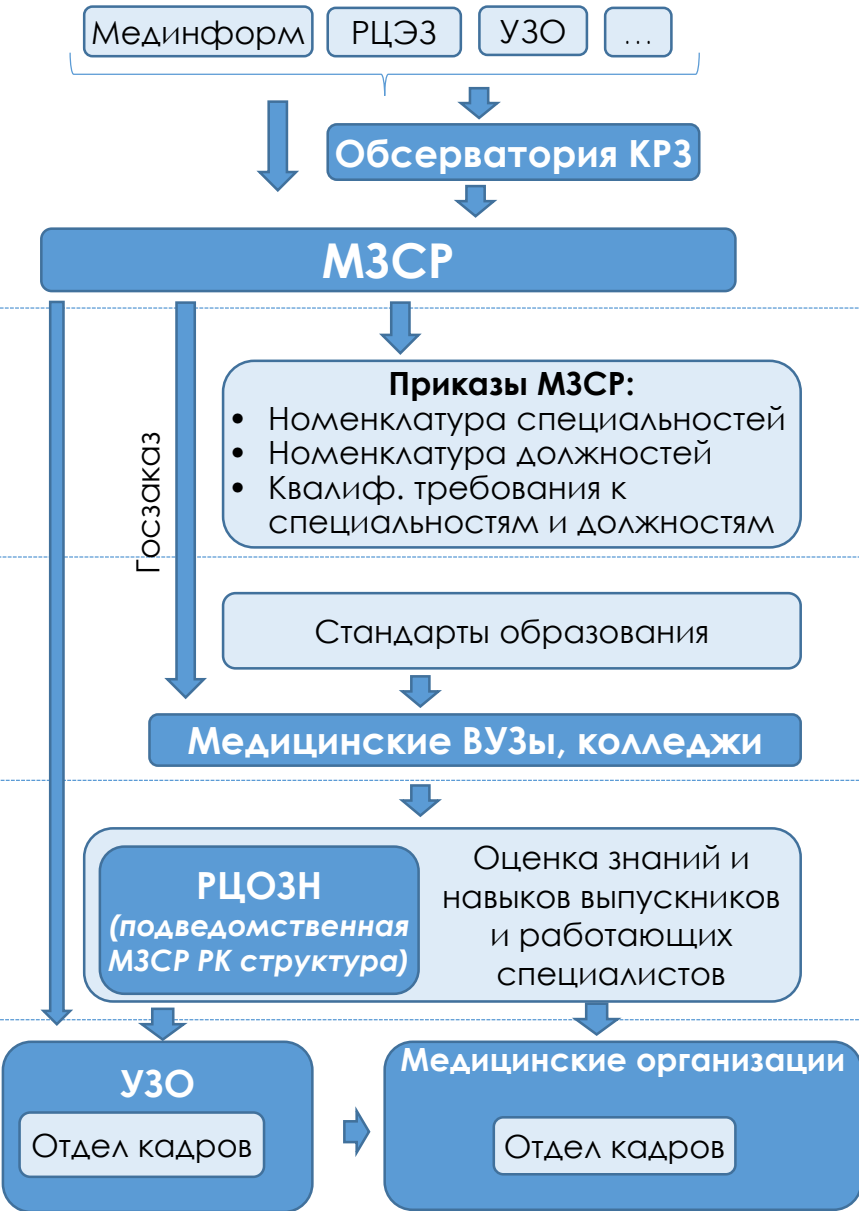 Мединформ
РЦЭЗ
УЗО
...
Обсерватория КРЗ
МЗСР
Госзаказ
Приказы МЗСР:
• Номенклатура специальностей
• Номенклатура должностей
• Квалиф. требования к
специальностям и должностям
Стандарты образования
Медицинские ВУЗы, колледжи
РЦОЗН
(подведомственная
МЗСР РК структура)
Оценка знаний и
навыков выпускников
и работающих
специалистов
УЗО
Отдел кадров
Медицинские организации
Отдел кадров